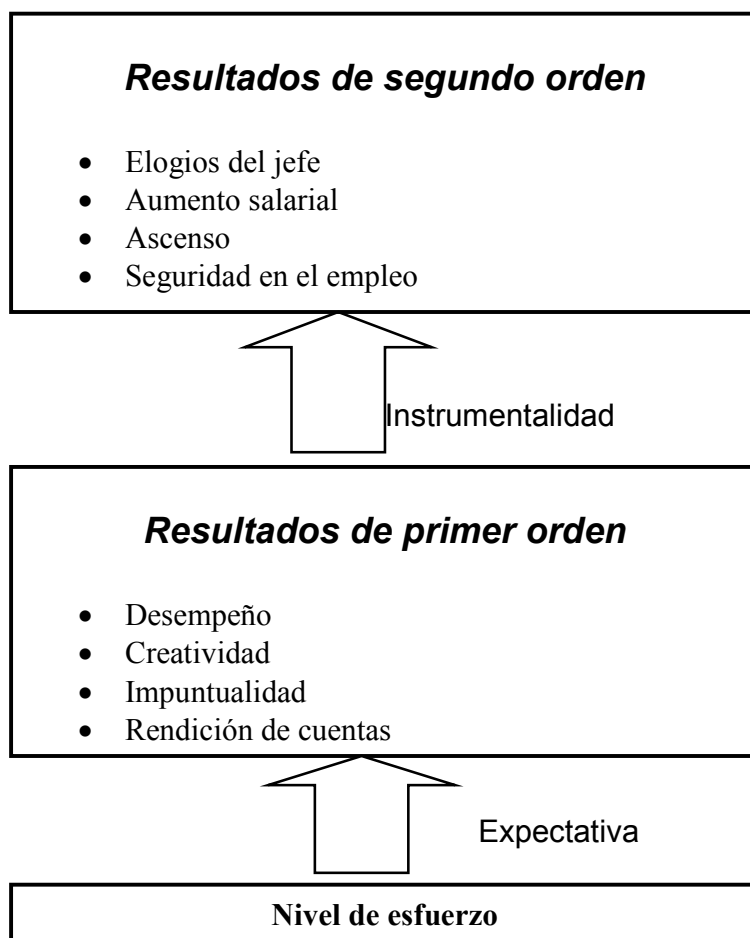 Resultados de segundo orden
• Elogios del jefe
• Aumento salarial
• Ascenso
• Seguridad en el empleo
Instrumentalidad
Resultados de primer orden
• Desempeño
• Creatividad
• Impuntualidad
• Rendición de cuentas
Expectativa
Nivel de esfuerzo